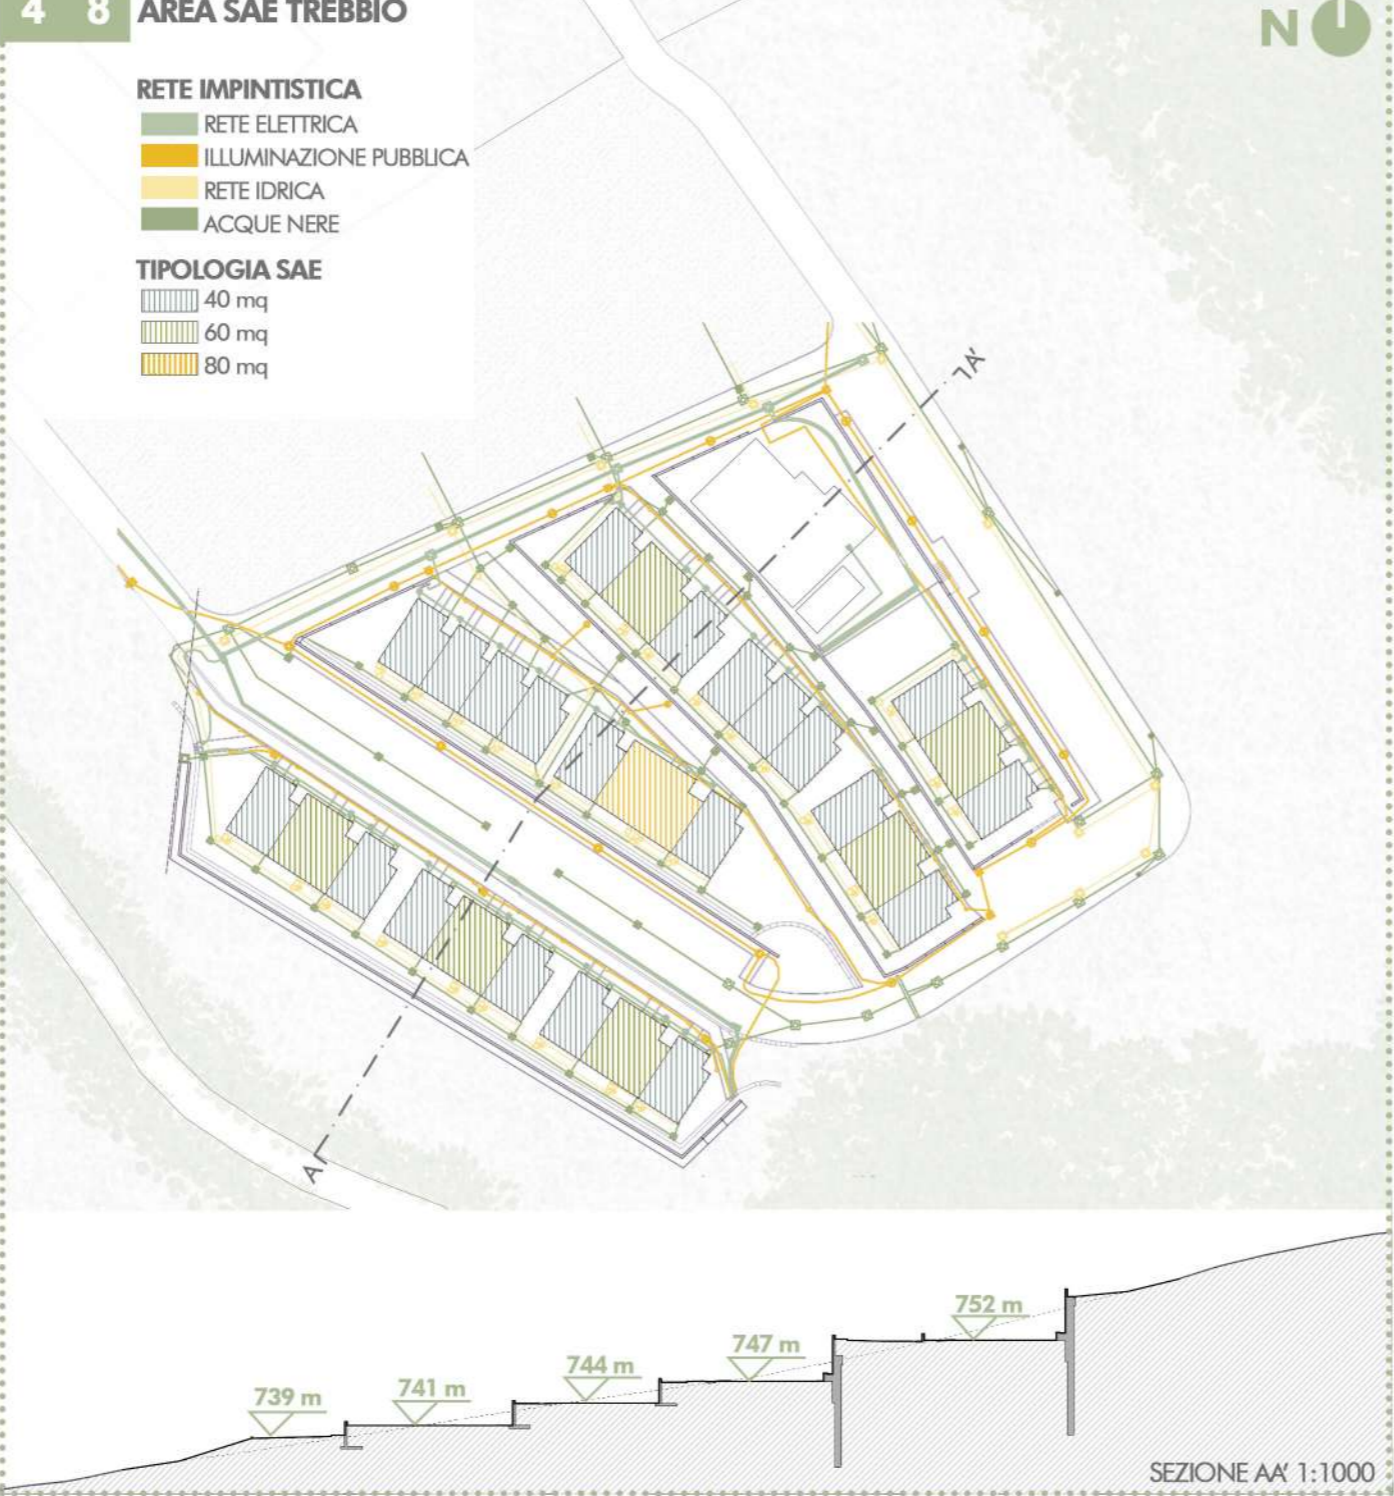 4 8 AREA SAE TREBBIO
N
RETE IMPINTISTICA
RETE ELETTRICA
ILLUMINAZIONE PUBBLICA
RETE IDRICA
ACQUE NERE
TIPOLOGIA SAE
40 mq
60 mq
80 mq
A'
A
752 m
747 m
744 m
741 m
739 m
SEZIONE AA' 1:1000